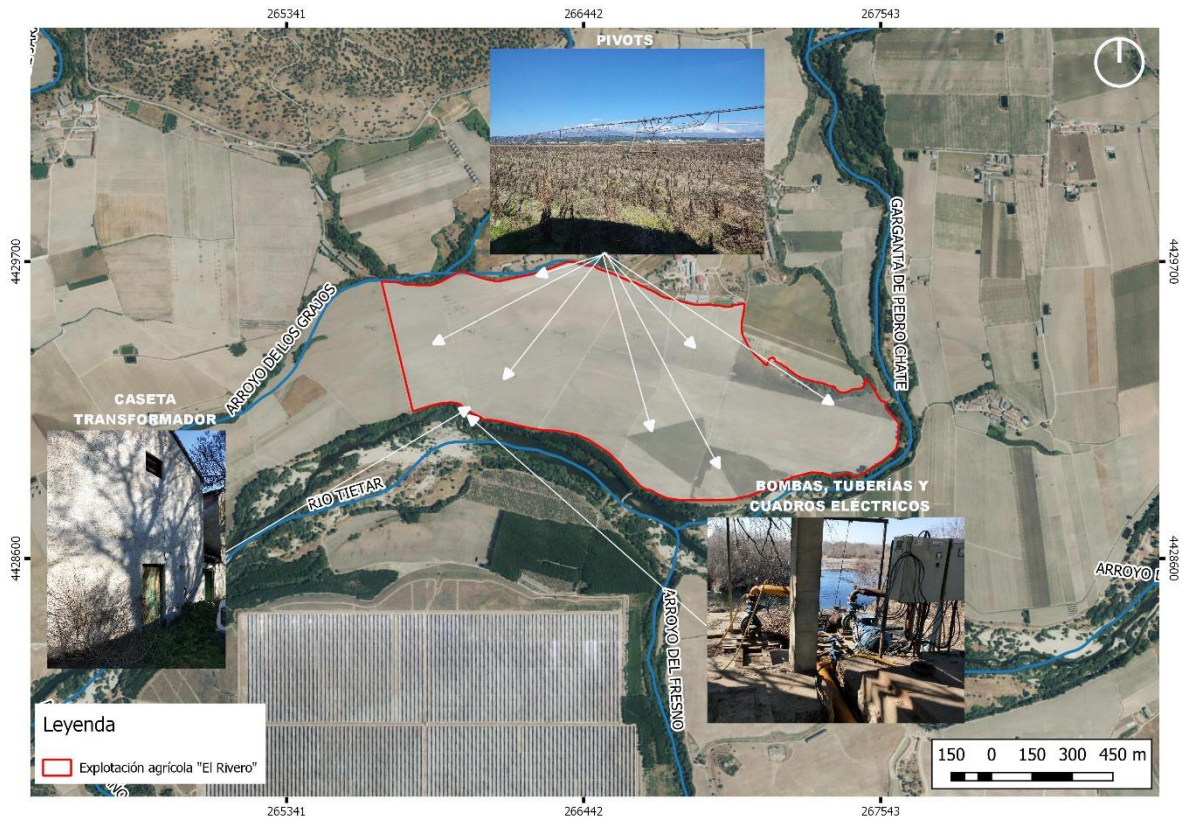 265341
266442
267543
PIVOTS
4429700
4429700
GARGANTA DE PEDRO CHATE
ARROYO DE LOS GRAJOS
CASETA
TRANSFORMADOR
RIO TIETAR
BOMBAS, TUBERÍAS Y
CUADROS ELÉCTRICOS
4428600
4428600
ARROYO D
ARROYO DEL FRESNO
Leyenda
Explotación agrícola "El Rivero"
150 0 150 300 450 m
265341
266442
267543